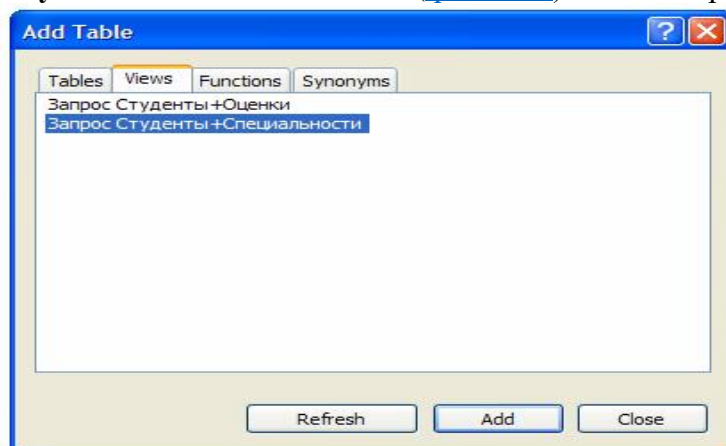 Add Table
Tables Views Functions Synonyms
Запрос Студенты+Оценки
Запрос Студенты+Специальности
Refresh Add Close